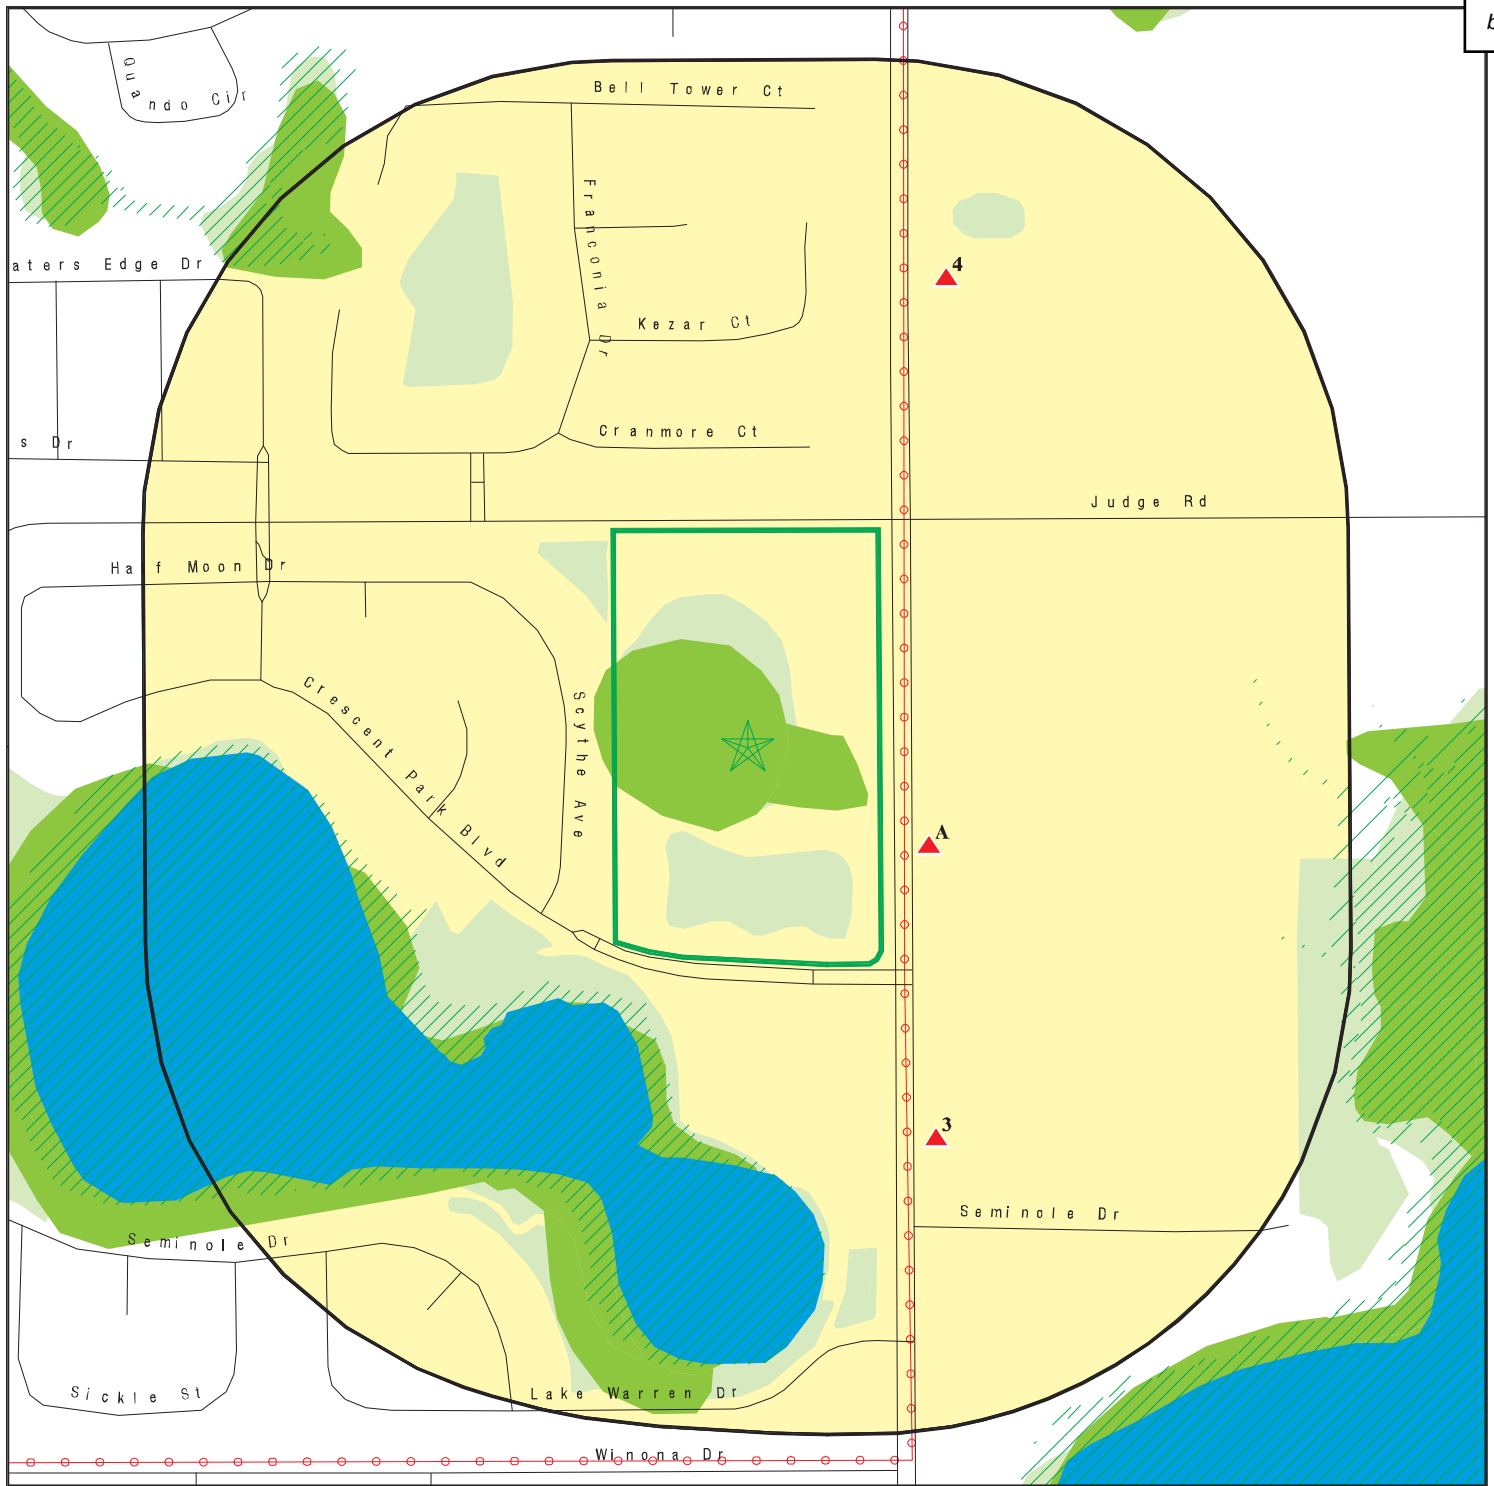 b
Quando Cir
Bell Tower Ct
Franconia Dr
aters Edge Dr
4
Kezar Ct
s Dr
Cranmore Ct
Judge Rd
Half Moon Dr
Crescent Park Blvd
Scythe Ave
A
3
Seminole Dr
Seminole Dr
Sickle St
Lake Warren Dr
Winona Dr